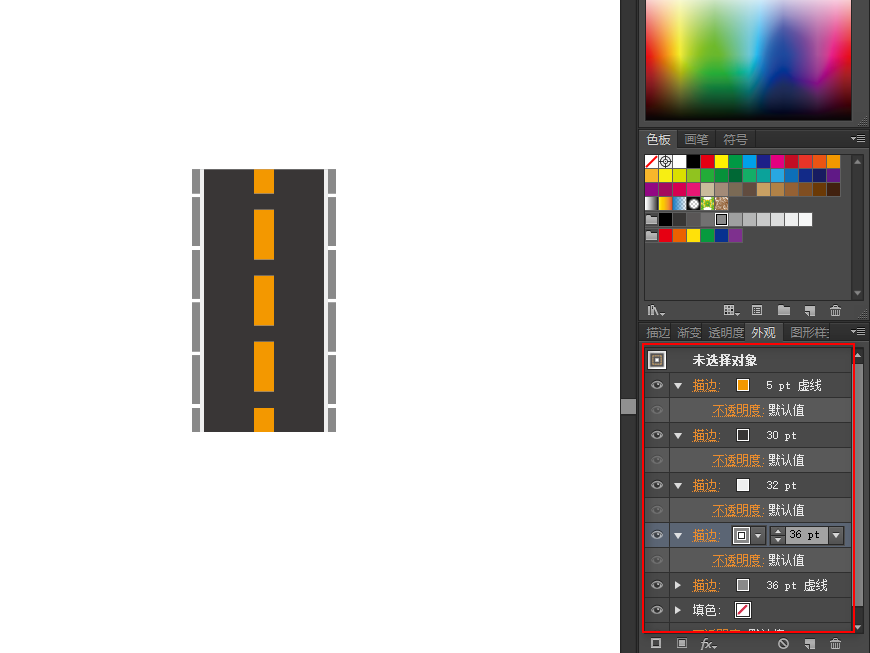 色板 画笔 符号
描边 渐变 透明度 外观 图形样
未选择对象
描边: 5 pt 虚线
不透明度: 默认值
描边: 30 pt
不透明度: 默认值
描边: 32 pt
不透明度: 默认值
描边: 36 pt
不透明度: 默认值
描边: 36 pt 虚线
填色:
fx